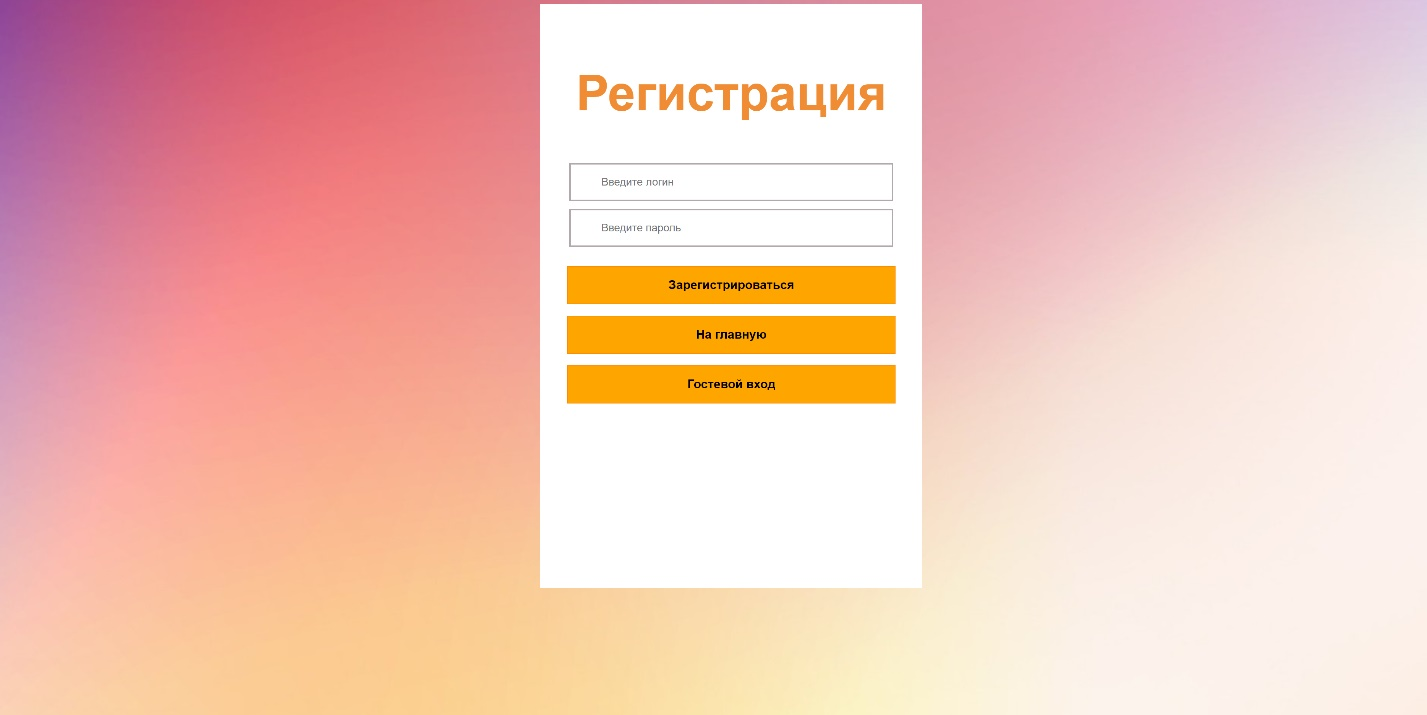 Регистрация
Введите логин
Введите пароль
Зарегистрироваться
На главную
Гостевой вход